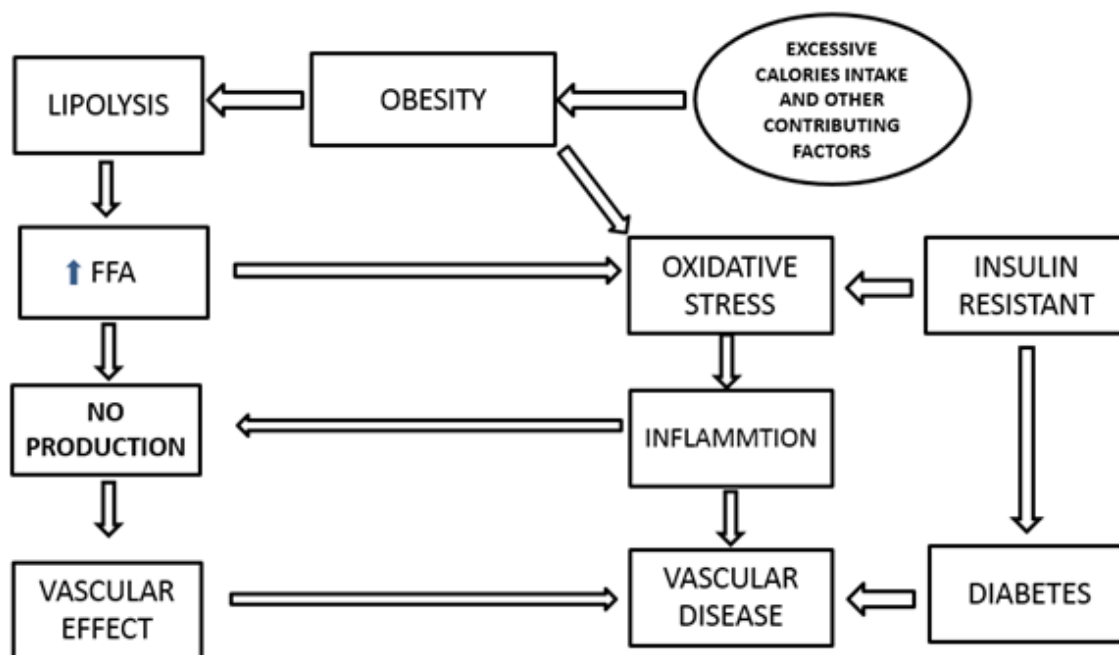 LIPOLYSIS
OBESITY
EXCESSIVE
CALORIES INTAKE
AND OTHER
CONTRIBUTING
FACTORS
FFA
OXIDATIVE
STRESS
INSULIN
RESISTANT
NO
PRODUCTION
INFLAMMTION
VASCULAR
EFFECT
VASCULAR
DISEASE
DIABETES